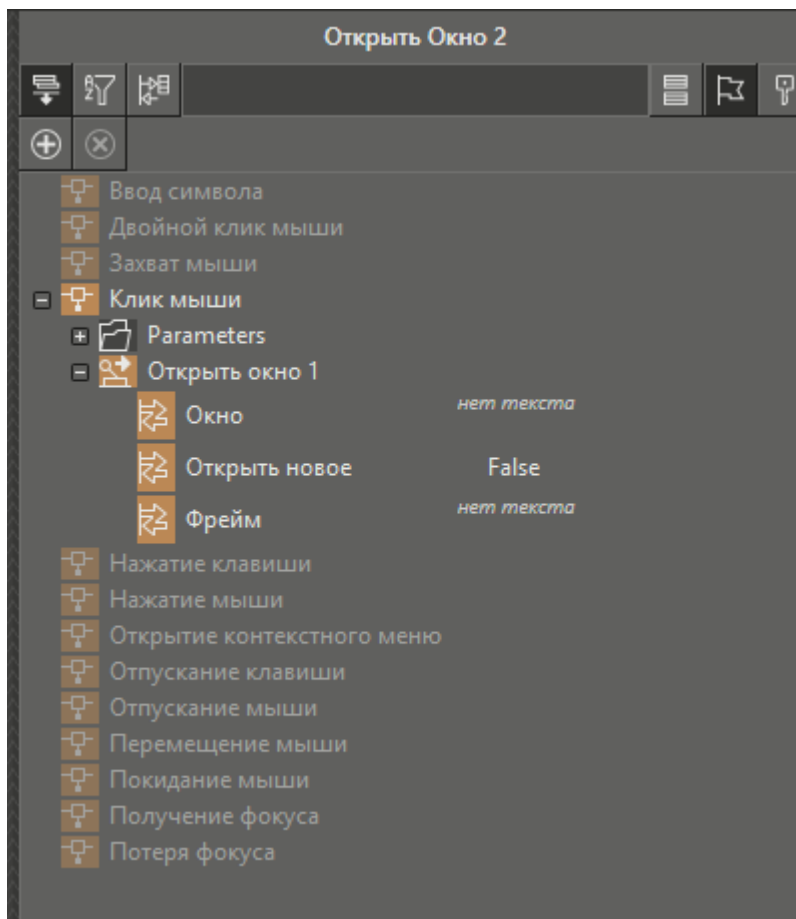 Открыть Окно 2
Ввод символа
Двойной клик мыши
Захват мыши
Клик мыши
Parameters
Открыть окно 1
Окно нет текста
Открыть новое False
Фрейм нет текста
Нажатие клавиши
Нажатие мыши
Открытие контекстного меню
Отпускание клавиши
Отпускание мыши
Перемещение мыши
Покидание мыши
Получение фокуса
Потеря фокуса